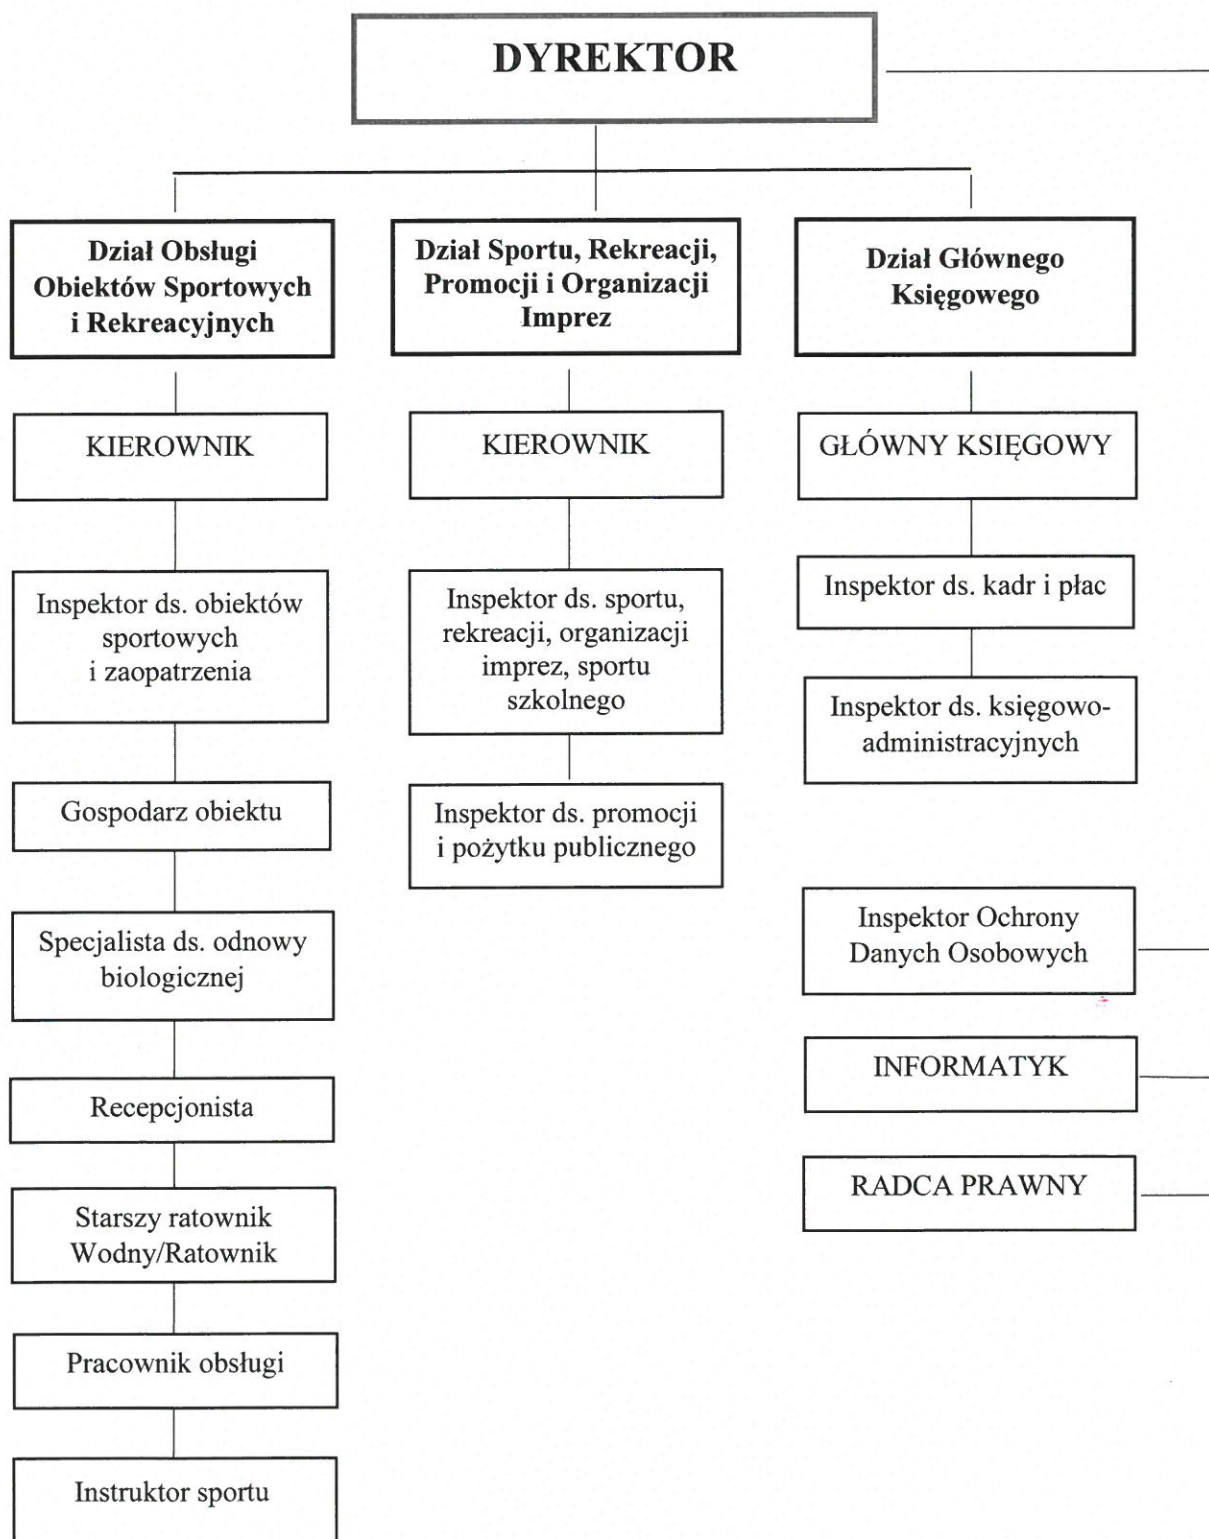 DYREKTOR
Dział Obsługi
Obiektów Sportowych
i Rekreacyjnych
KIEROWNIK
Inspektor ds. obiektów
sportowych
i zaopatrzenia
Gospodarz obiektu
Specjalista ds. odnowy
biologicznej
Recepcjonista
Starszy ratownik
Wodny/Ratownik
Pracownik obsługi
Instruktor sportu
Dział Sportu, Rekreacji,
Promocji i Organizacji
Imprez
KIEROWNIK
Inspektor ds. sportu,
rekreacji, organizacji
imprez, sportu
szkolnego
Inspektor ds. promocji
i pożytku publicznego
Dział Głównego
Księgowego
GŁÓWNY KSIĘGOWY
Inspektor ds. kadr i płac
Inspektor ds. księgowo-
administracyjnych
Inspektor Ochrony
Danych Osobowych
INFORMATYK
RADCA PRAWNY